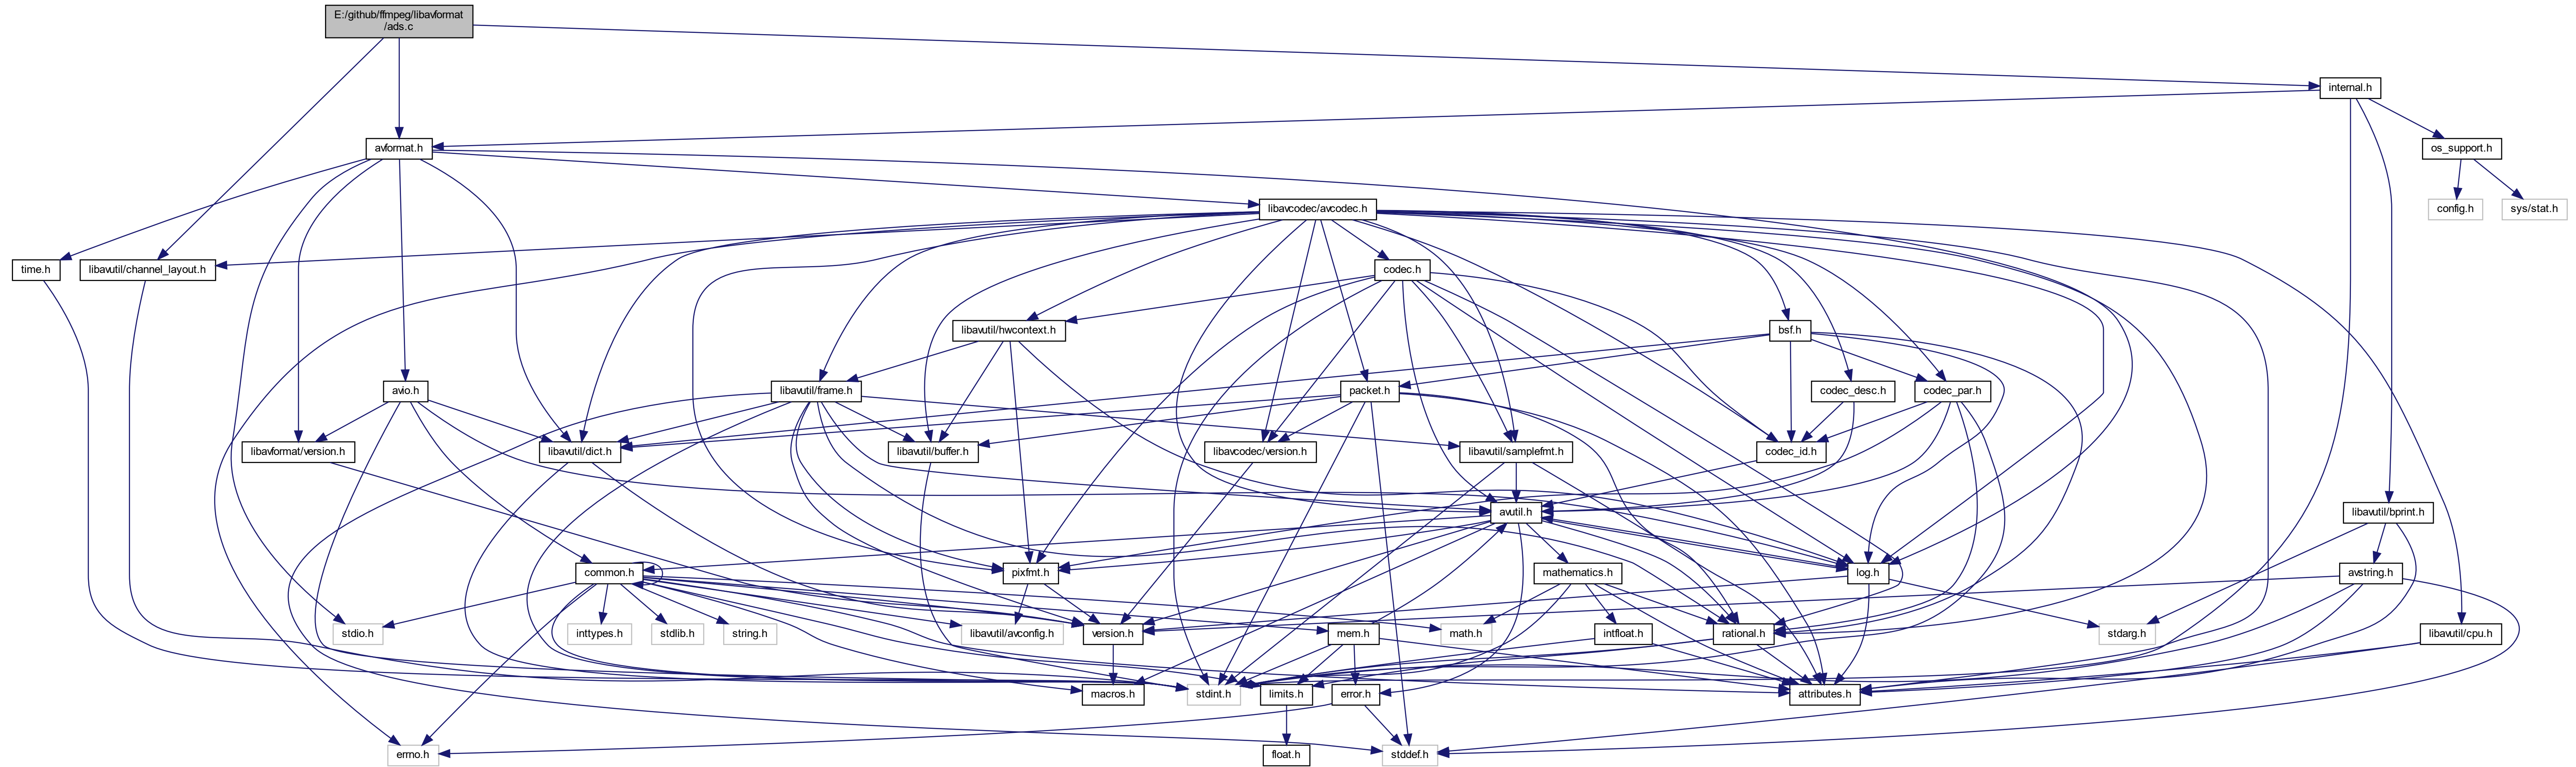 E:/github/ffmpeg/libavformat
/ads.c
internal.h
avformat.h
os_support.h
libavcodec/avcodec.h
config.h
sys/stat.h
time.h
libavutil/channel_layout.h
codec.h
libavutil/hwcontext.h
bsf.h
avio.h
libavutil/frame.h
packet.h
codec_desc.h
codec_par.h
libavformat/version.h
libavutil/dict.h
libavutil/buffer.h
libavcodec/version.h
libavutil/samplefmt.h
codec_id.h
avutil.h
libavutil/bprint.h
common.h
pixfmt.h
mathematics.h
log.h
avstring.h
stdio.h
inttypes.h
stdlib.h
string.h
libavutil/avconfig.h
version.h
mem.h
math.h
intfloat.h
rational.h
stdarg.h
libavutil/cpu.h
macros.h
stdint.h
limits.h
error.h
attributes.h
errno.h
float.h
stddef.h